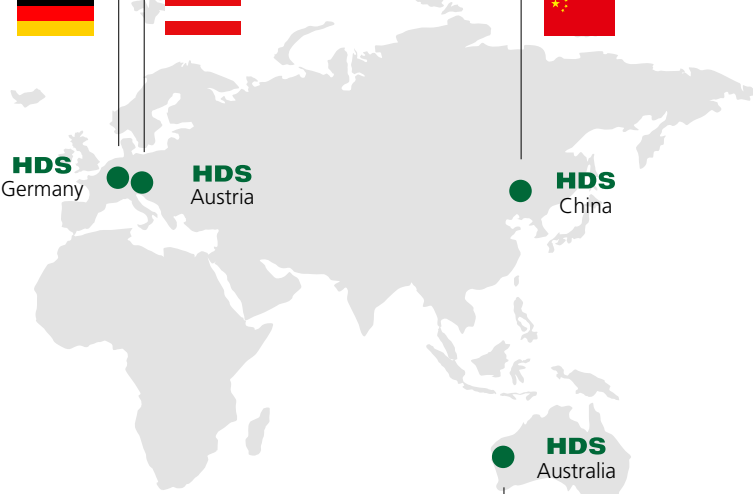 HDS
Germany
HDS
Austria
HDS
China
HDS
Australia